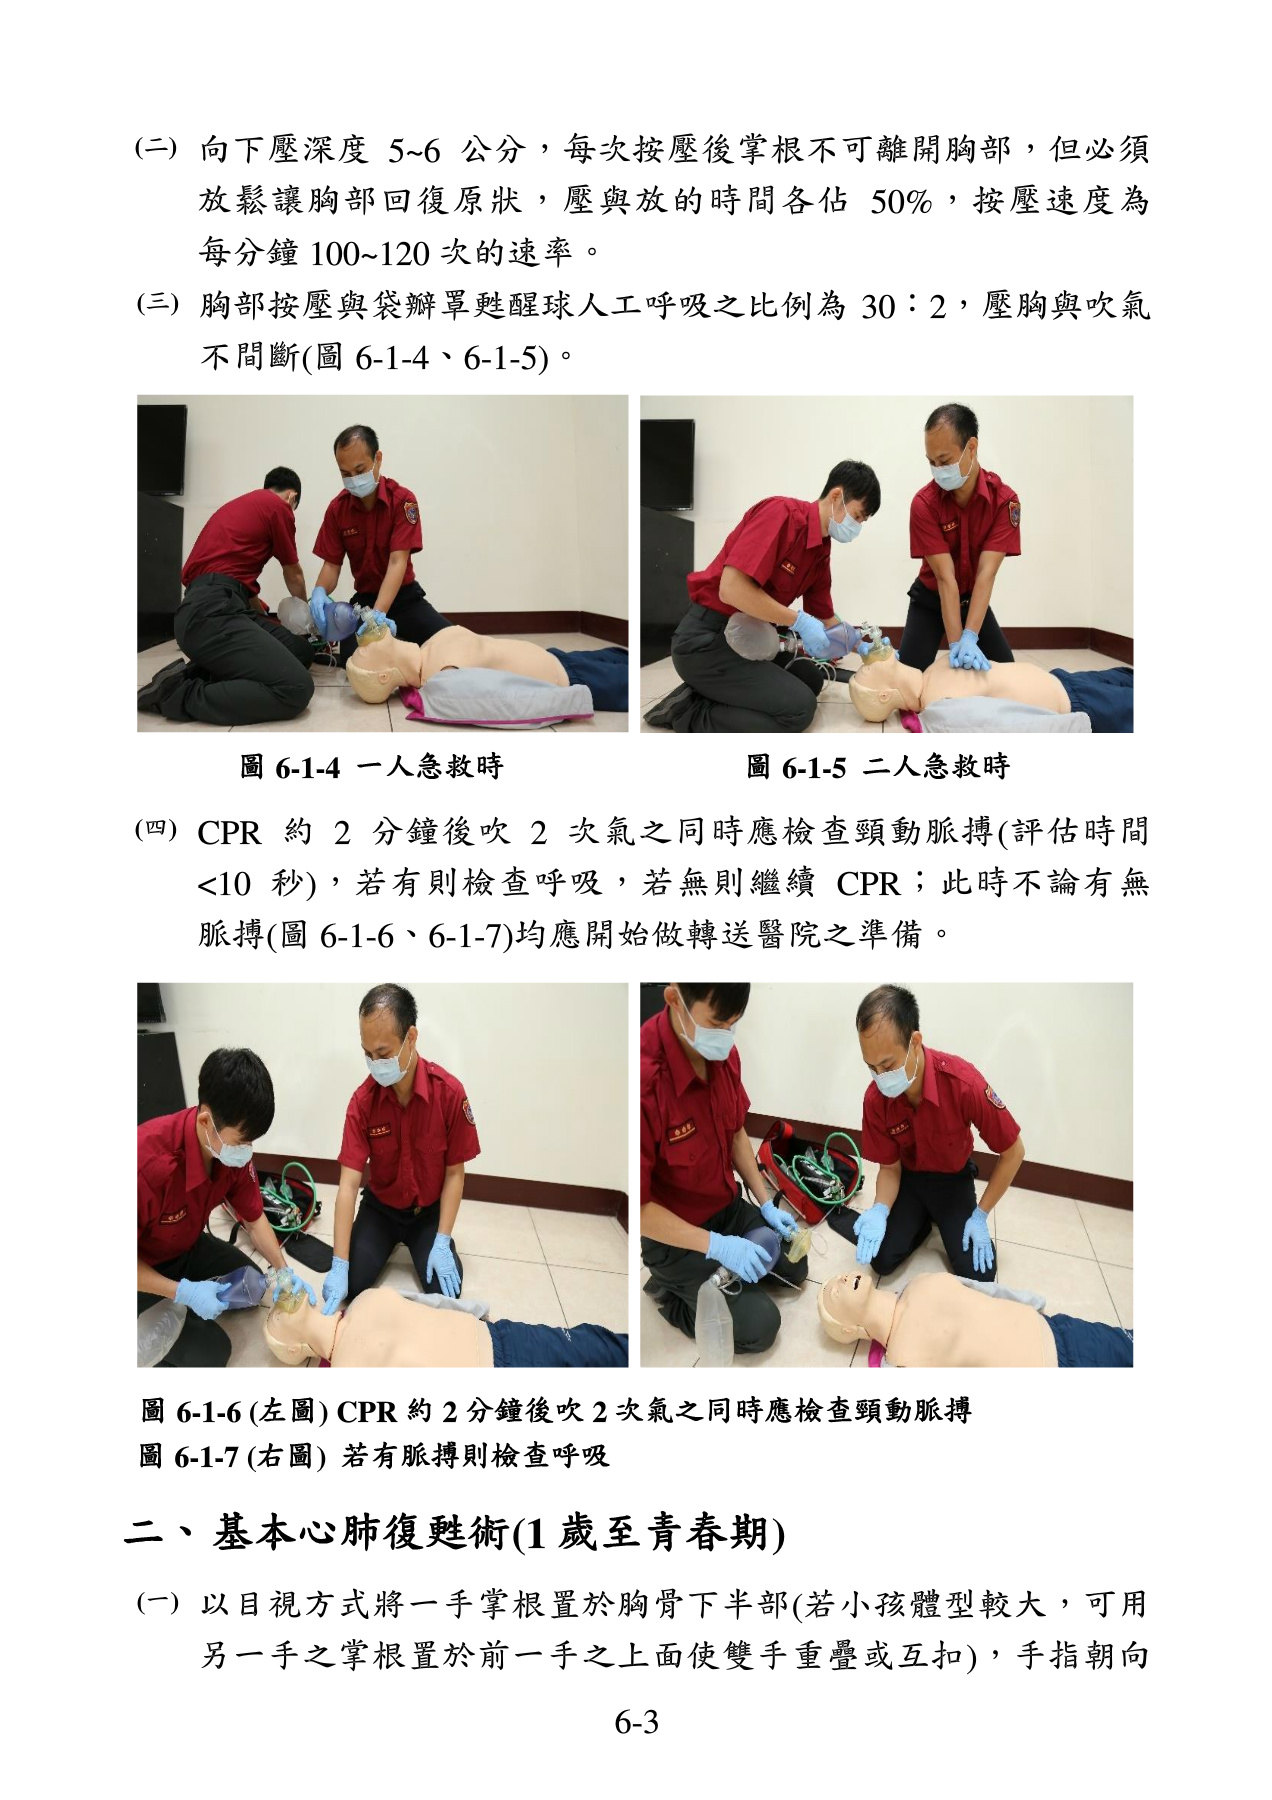 (二) 向下壓深度 5~6 公分，每次按壓後掌根不可離開胸部，但必須
放鬆讓胸部回復原狀，壓與放的時間各佔 50%，按壓速度為
每分鐘 100~120 次的速率。
(三) 胸部按壓與袋瓣罩甦醒球人工呼吸之比例為 30：2，壓胸與吹氣
不間斷(圖 6-1-4、6-1-5)。
圖 6-1-4 一人急救時
圖 6-1-5 二人急救時
(四) CPR 約 2 分鐘後吹 2 次氣之同時應檢查頸動脈搏(評估時間
<10 秒)，若有則檢查呼吸，若無則繼續 CPR；此時不論有無
脈搏(圖 6-1-6、6-1-7)均應開始做轉送醫院之準備。
圖 6-1-6 (左圖) CPR 約 2 分鐘後吹 2 次氣之同時應檢查頸動脈搏
圖 6-1-7 (右圖) 若有脈搏則檢查呼吸
二、 基本心肺復甦術(1 歲至青春期)
(一) 以目視方式將一手掌根置於胸骨下半部(若小孩體型較大，可用
另一手之掌根置於前一手之上面使雙手重疊或互扣)，手指朝向
6-3